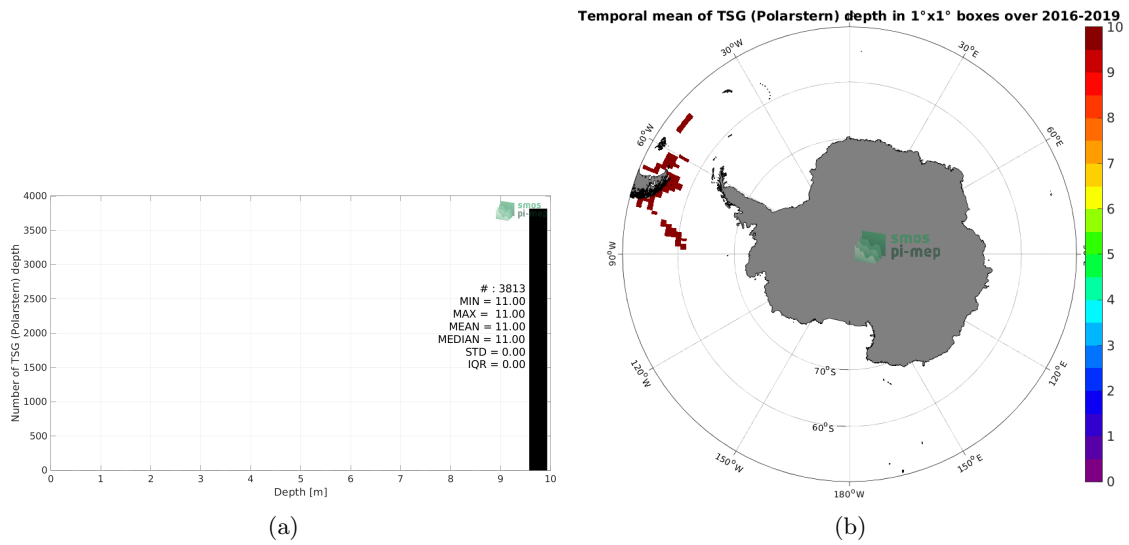 Number of TSG (Polarstern) depth
4000
3500
3000
2500
2000
1500
1000
500
0
smos
pi-mep
# : 3813
MIN = 11.00
MAX = 11.00
MEAN = 11.00
MEDIAN = 11.00
STD = 0.00
IQR = 0.00
0 1 2 3 4 5 6 7 8 9 10
Depth [m]
(a)
Temporal mean of TSG (Polarstern) depth in 1°x1° boxes over 2016-2019
30°W
30°E
60°W
60°E
90°W
120°W
120°E
150°W
150°E
180°W
70°S
60°S
smos
pi-mep
10
9
8
7
6
5
4
3
2
1
0
(b)